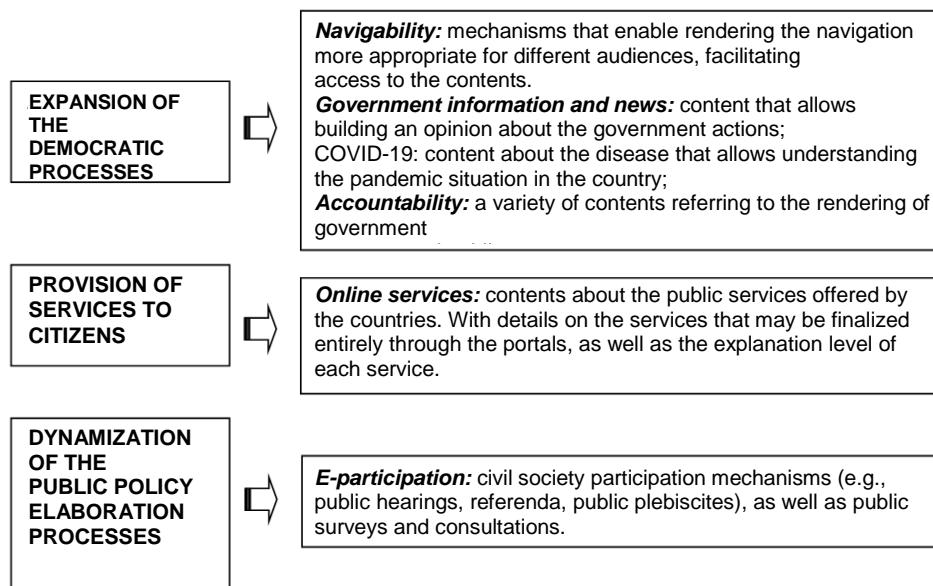 EXPANSION OF
THE
DEMOCRATIC
PROCESSES
Navigability: mechanisms that enable rendering the navigation
more appropriate for different audiences, facilitating
access to the contents.
Government information and news: content that allows
building an opinion about the government actions;
COVID-19: content about the disease that allows understanding
the pandemic situation in the country;
Accountability: a variety of contents referring to the rendering of
government
PROVISION OF
SERVICES TO
CITIZENS
Online services: contents about the public services offered by
the countries. With details on the services that may be finalized
entirely through the portals, as well as the explanation level of
each service.
DYNAMIZATION
OF THE
PUBLIC POLICY
ELABORATION
PROCESSES
E-participation: civil society participation mechanisms (e.g.,
public hearings, referenda, public plebiscites), as well as public
surveys and consultations.